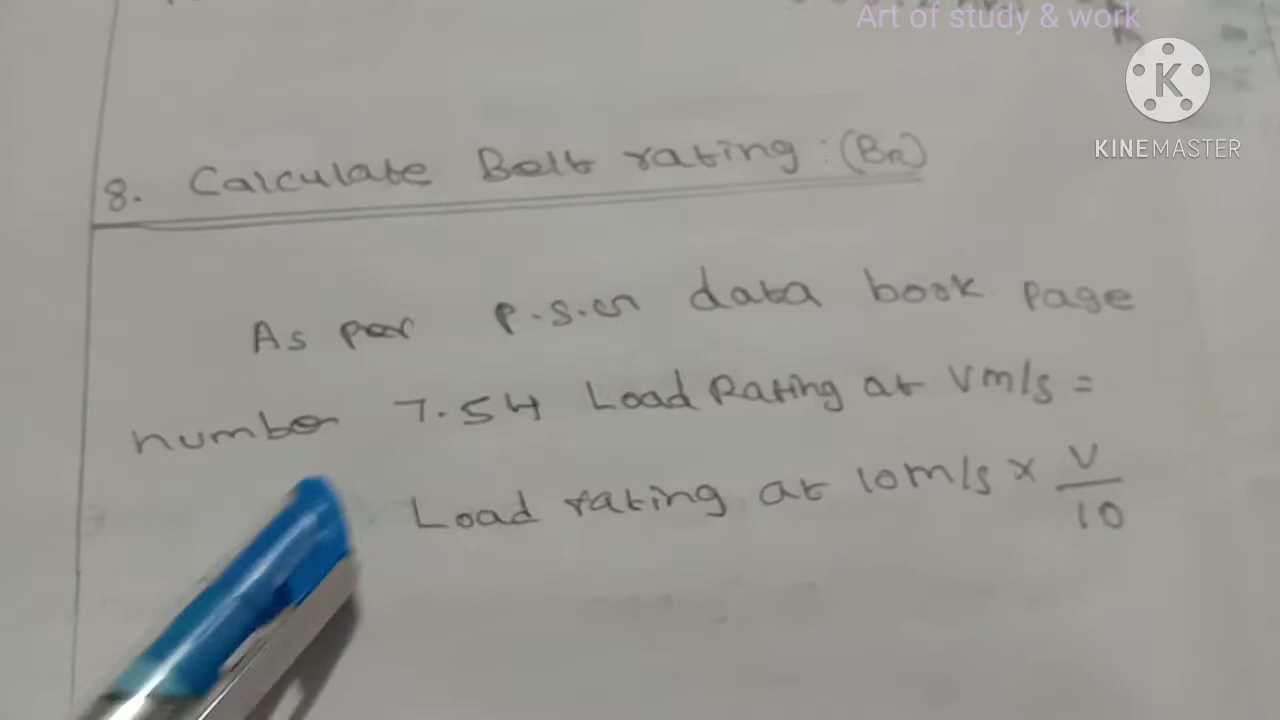 Art of study & work
K
KINEMASTER
8. Calculate Belt rating : (BR)
As per P.S.G data book page
number 7.54 Load Rating at V m/s =
Load rating at 10 m/s × V/10